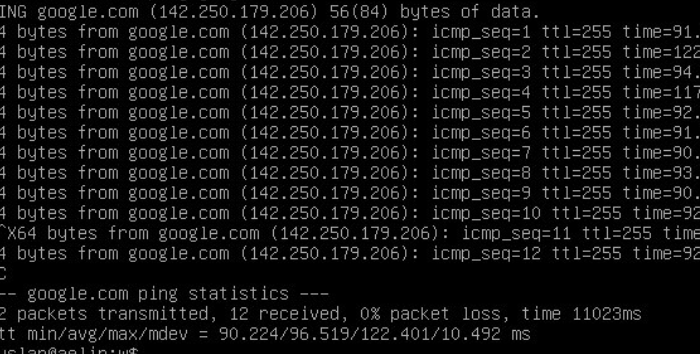 ING google.com (142.250.179.206) 56(84) bytes of data.
4 bytes from google.com (142.250.179.206): icmp_seq=1 ttl=255 time=91.
4 bytes from google.com (142.250.179.206): icmp_seq=2 ttl=255 time=122
4 bytes from google.com (142.250.179.206): icmp_seq=3 ttl=255 time=94.
4 bytes from google.com (142.250.179.206): icmp_seq=4 ttl=255 time=117
4 bytes from google.com (142.250.179.206): icmp_seq=5 ttl=255 time=92.
4 bytes from google.com (142.250.179.206): icmp_seq=6 ttl=255 time=91.
4 bytes from google.com (142.250.179.206): icmp_seq=7 ttl=255 time=90.
4 bytes from google.com (142.250.179.206): icmp_seq=8 ttl=255 time=93.
4 bytes from google.com (142.250.179.206): icmp_seq=9 ttl=255 time=90.
4 bytes from google.com (142.250.179.206): icmp_seq=10 ttl=255 time=92
^X64 bytes from google.com (142.250.179.206): icmp_seq=11 ttl=255 time
4 bytes from google.com (142.250.179.206): icmp_seq=12 ttl=255 time=92
C
-- google.com ping statistics ---
2 packets transmitted, 12 received, 0% packet loss, time 11023ms
tt min/avg/max/mdev = 90.224/96.519/122.401/10.492 ms